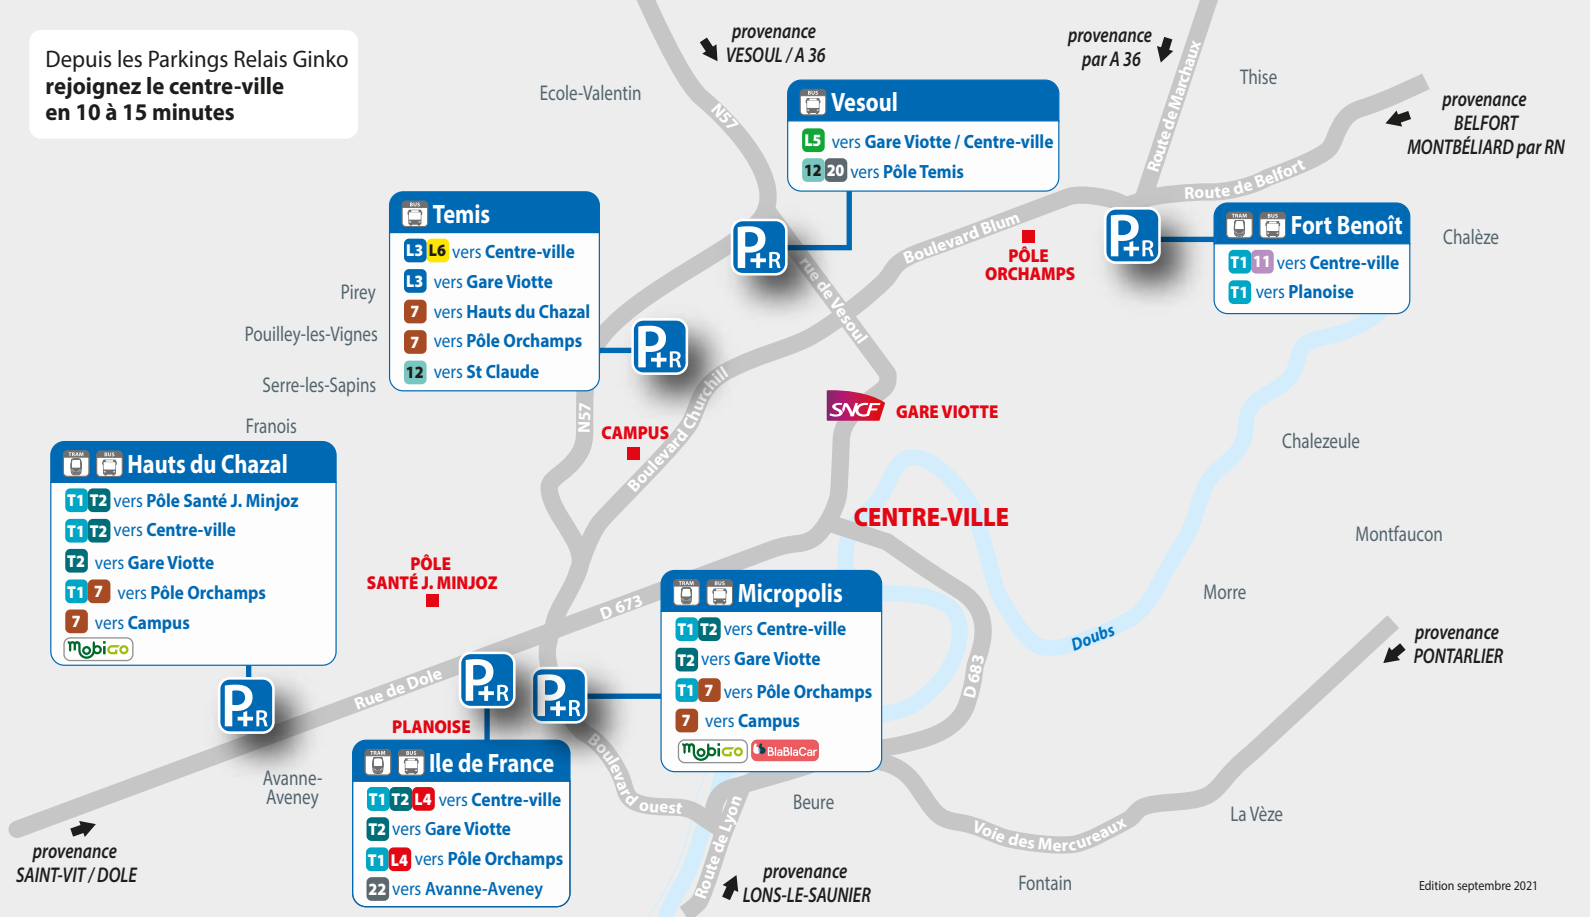 Depuis les Parkings Relais Ginko
rejoignez le centre-ville
en 10 à 15 minutes
provenance
VESOUL / A 36
provenance
par A 36
Thise
provenance
BELFORT
MONTBÉLIARD par RN
Ecole-Valentin
N57
Route de Marchaux
Route de Belfort
BUS
Vesoul
L5 vers Gare Viotte / Centre-ville
12 20 vers Pôle Temis
P+R
rue de Vesoul
Boulevard Blum
PÔLE
ORCHAMPS
P+R
TRAM BUS
Fort Benoît
T1 11 vers Centre-ville
T1 vers Planoise
Chalèze
BUS
Temis
L3 L6 vers Centre-ville
L3 vers Gare Viotte
7 vers Hauts du Chazal
7 vers Pôle Orchamps
12 vers St Claude
P+R
Pirey
Pouilley-les-Vignes
Serre-les-Sapins
Franois
N57
Boulevard Churchill
CAMPUS
SNCF
GARE VIOTTE
Chalezeule
TRAM BUS
Hauts du Chazal
T1 T2 vers Pôle Santé J. Minjoz
T1 T2 vers Centre-ville
T2 vers Gare Viotte
T1 7 vers Pôle Orchamps
7 vers Campus
mobiGO
P+R
CENTRE-VILLE
Montfaucon
PÔLE
SANTÉ J. MINJOZ
D 673
Morre
Doubs
D 683
provenance
PONTARLIER
TRAM BUS
Micropolis
T1 T2 vers Centre-ville
T2 vers Gare Viotte
T1 7 vers Pôle Orchamps
7 vers Campus
mobiGO BlaBlaCar
P+R
P+R
Rue de Dole
PLANOISE
TRAM BUS
Ile de France
T1 T2 L4 vers Centre-ville
T2 vers Gare Viotte
T1 L4 vers Pôle Orchamps
22 vers Avanne-Aveney
Avanne-
Aveney
provenance
SAINT-VIT / DOLE
Boulevard ouest
Route de Lyon
Beure
Voie des Mercureaux
La Vèze
provenance
LONS-LE-SAUNIER
Fontain
Edition septembre 2021